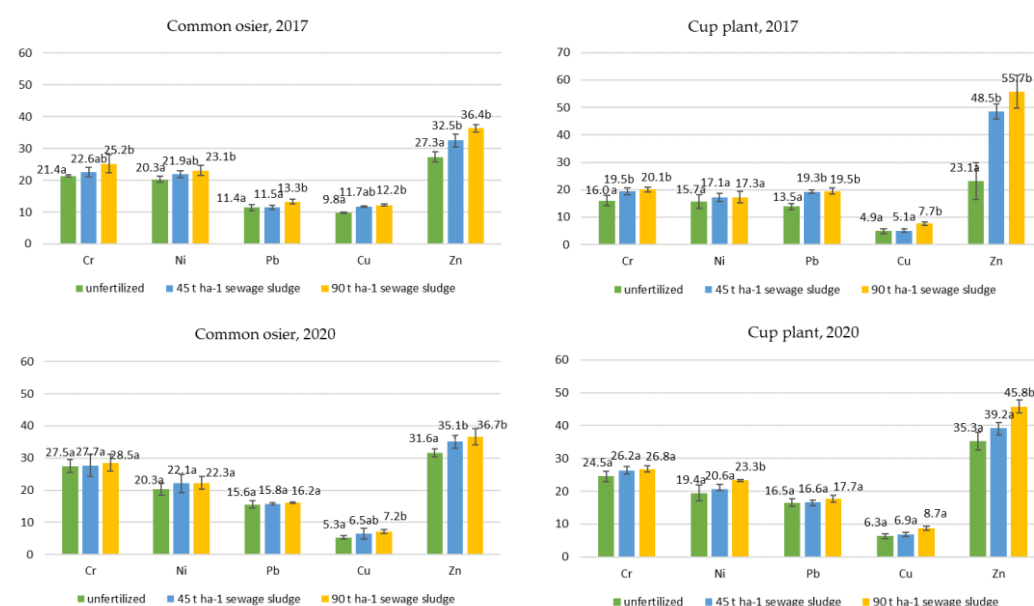 Common osier, 2017
60
50
40
30
20
10
0
21.4a 22.6ab 25.2b 20.3a 21.9ab 23.1b 11.4a 11.5a 13.3b 9.8a 11.7ab 12.2b 27.3a 32.5b 36.4b
Cr Ni Pb Cu Zn
unfertilized 45 t ha-1 sewage sludge 90 t ha-1 sewage sludge
Cup plant, 2017
70
60
50
40
30
20
10
0
16.0a 19.5b 20.1b 15.7a 17.1a 17.3a 13.5a 19.3b 19.5b 4.9a 5.1a 7.7b 23.1a 48.5b 55.7b
Cr Ni Pb Cu Zn
unfertilized 45 t ha-1 sewage sludge 90 t ha-1 sewage sludge
Common osier, 2020
60
50
40
30
20
10
0
27.5a 27.7a 28.5a 20.3a 22.1a 22.3a 15.6a 15.8a 16.2a 5.3a 6.5ab 7.2b 31.6a 35.1b 36.7b
Cr Ni Pb Cu Zn
unfertilized 45 t ha-1 sewage sludge 90 t ha-1 sewage sludge
Cup plant, 2020
60
50
40
30
20
10
0
24.5a 26.2a 26.8a 19.4a 20.6a 23.3b 16.5a 16.6a 17.7a 6.3a 6.9a 8.7a 35.3a 39.2a 45.8b
Cr Ni Pb Cu Zn
unfertilized 45 t ha-1 sewage sludge 90 t ha-1 sewage sludge